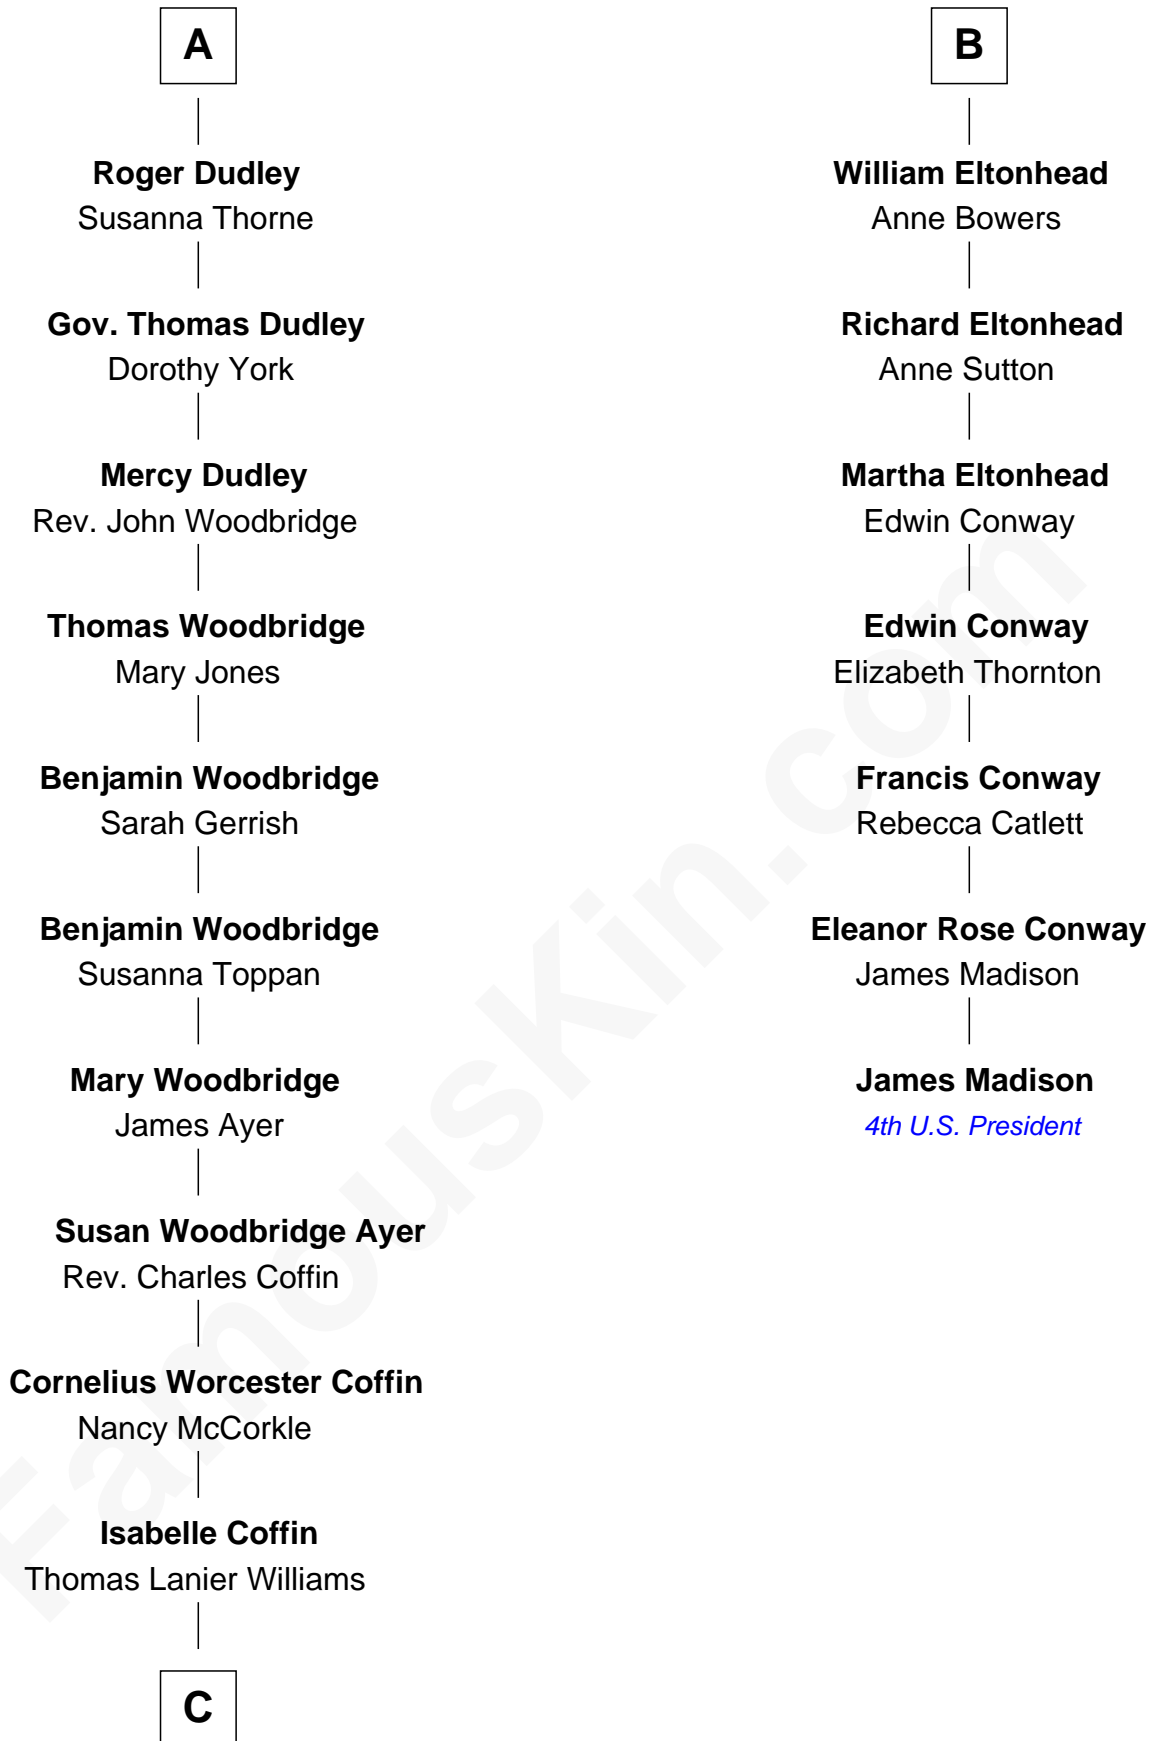 A
Roger Dudley
Susanna Thorne
Gov. Thomas Dudley
Dorothy York
Mercy Dudley
Rev. John Woodbridge
Thomas Woodbridge
Mary Jones
Benjamin Woodbridge
Sarah Gerrish
Benjamin Woodbridge
Susanna Toppan
Mary Woodbridge
James Ayer
Susan Woodbridge Ayer
Rev. Charles Coffin
Cornelius Worcester Coffin
Nancy McCorkle
Isabelle Coffin
Thomas Lanier Williams
C
B
William Eltonhead
Anne Bowers
Richard Eltonhead
Anne Sutton
Martha Eltonhead
Edwin Conway
Edwin Conway
Elizabeth Thornton
Francis Conway
Rebecca Catlett
Eleanor Rose Conway
James Madison
James Madison
4th U.S. President
FamousKin.com